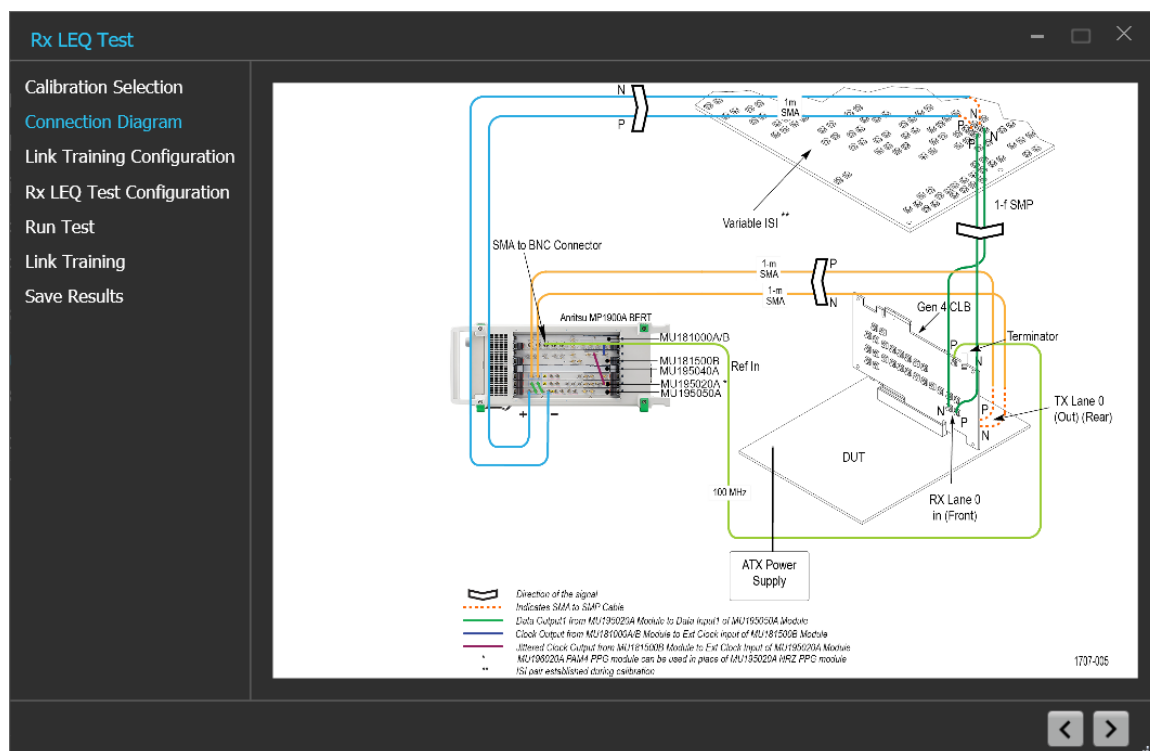 Rx LEQ Test
Calibration Selection
Connection Diagram
Link Training Configuration
Rx LEQ Test Configuration
Run Test
Link Training
Save Results
N
P
1m
SMA
N
P
P
N
Variable ISI **
1-f SMP
SMA to BNC Connector
1-m
SMA
P
1-m
SMA
N
Gen 4 CLB
Anritsu MP1900A BERT
MU181000A/B
P
Terminator
N
MU181500B
Ref In
MU195040A
MU195020A *
MU195050A
+ -
N
P
P
N
TX Lane 0
(Out) (Rear)
DUT
100 MHz
RX Lane 0
in (Front)
ATX Power
Supply
Direction of the signal
Indicates SMA to SMP Cable
Data Output1 from MU195020A Module to Data Input1 of MU195050A Module
Clock Output from MU181000A/B Module to Ext Clock Input of MU181500B Module
Jittered Clock Output from MU181500B Module to Ext Clock Input of MU195020A Module
* MU196020A PAM4 PPG module can be used in place of MU195020A NRZ PPG module
** ISI pair established during calibration
1707-005